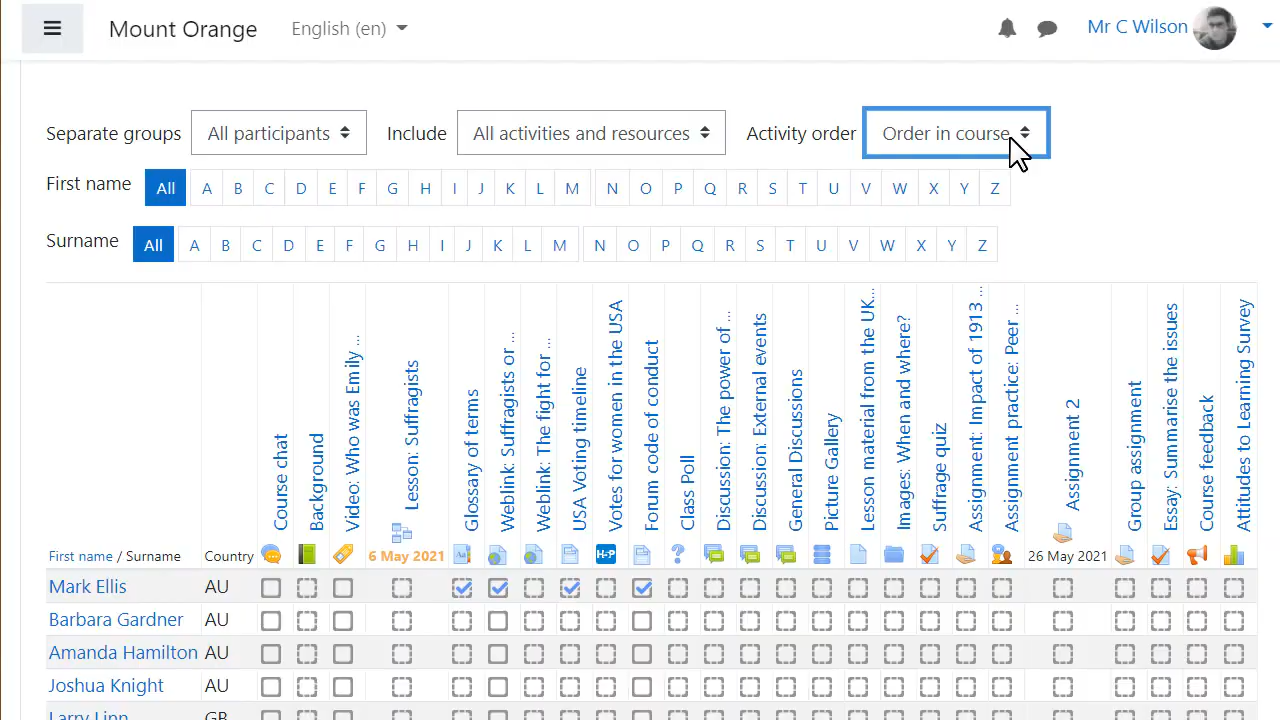 Mount Orange
English (en)
Mr C Wilson
Separate groups All participants Include All activities and resources Activity order Order in course
First name All A B C D E F G H I J K L M N O P Q R S T U V W X Y Z
Surname All A B C D E F G H I J K L M N O P Q R S T U V W X Y Z
Course chat
Background
Video: Who was Emily ...
Lesson: Suffragists
Glossary of terms
Weblink: Suffragists or ...
Weblink: The fight for ...
USA Voting timeline
Votes for women in the USA
Forum code of conduct
Class Poll
Discussion: The power of ...
Discussion: External events
General Discussions
Picture Gallery
Lesson material from the UK...
Images: When and where?
Suffrage quiz
Assignment: Impact of 1913 ...
Assignment practice: Peer ...
Assignment 2
Group assignment
Essay: Summarise the issues
Course feedback
Attitudes to Learning Survey
First name / Surname Country 6 May 2021 H-P ? 26 May 2021
Mark Ellis AU
Barbara Gardner AU
Amanda Hamilton AU
Joshua Knight AU
Larry Linn GB